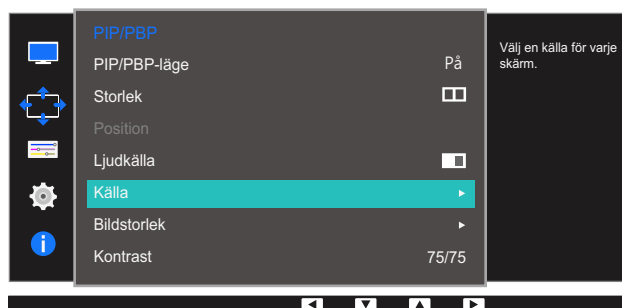 PIP/PBP
PIP/PBP-läge På
Storlek
Position
Ljudkälla
Källa
Bildstorlek
Kontrast 75/75
Välj en källa för varje
skärm.